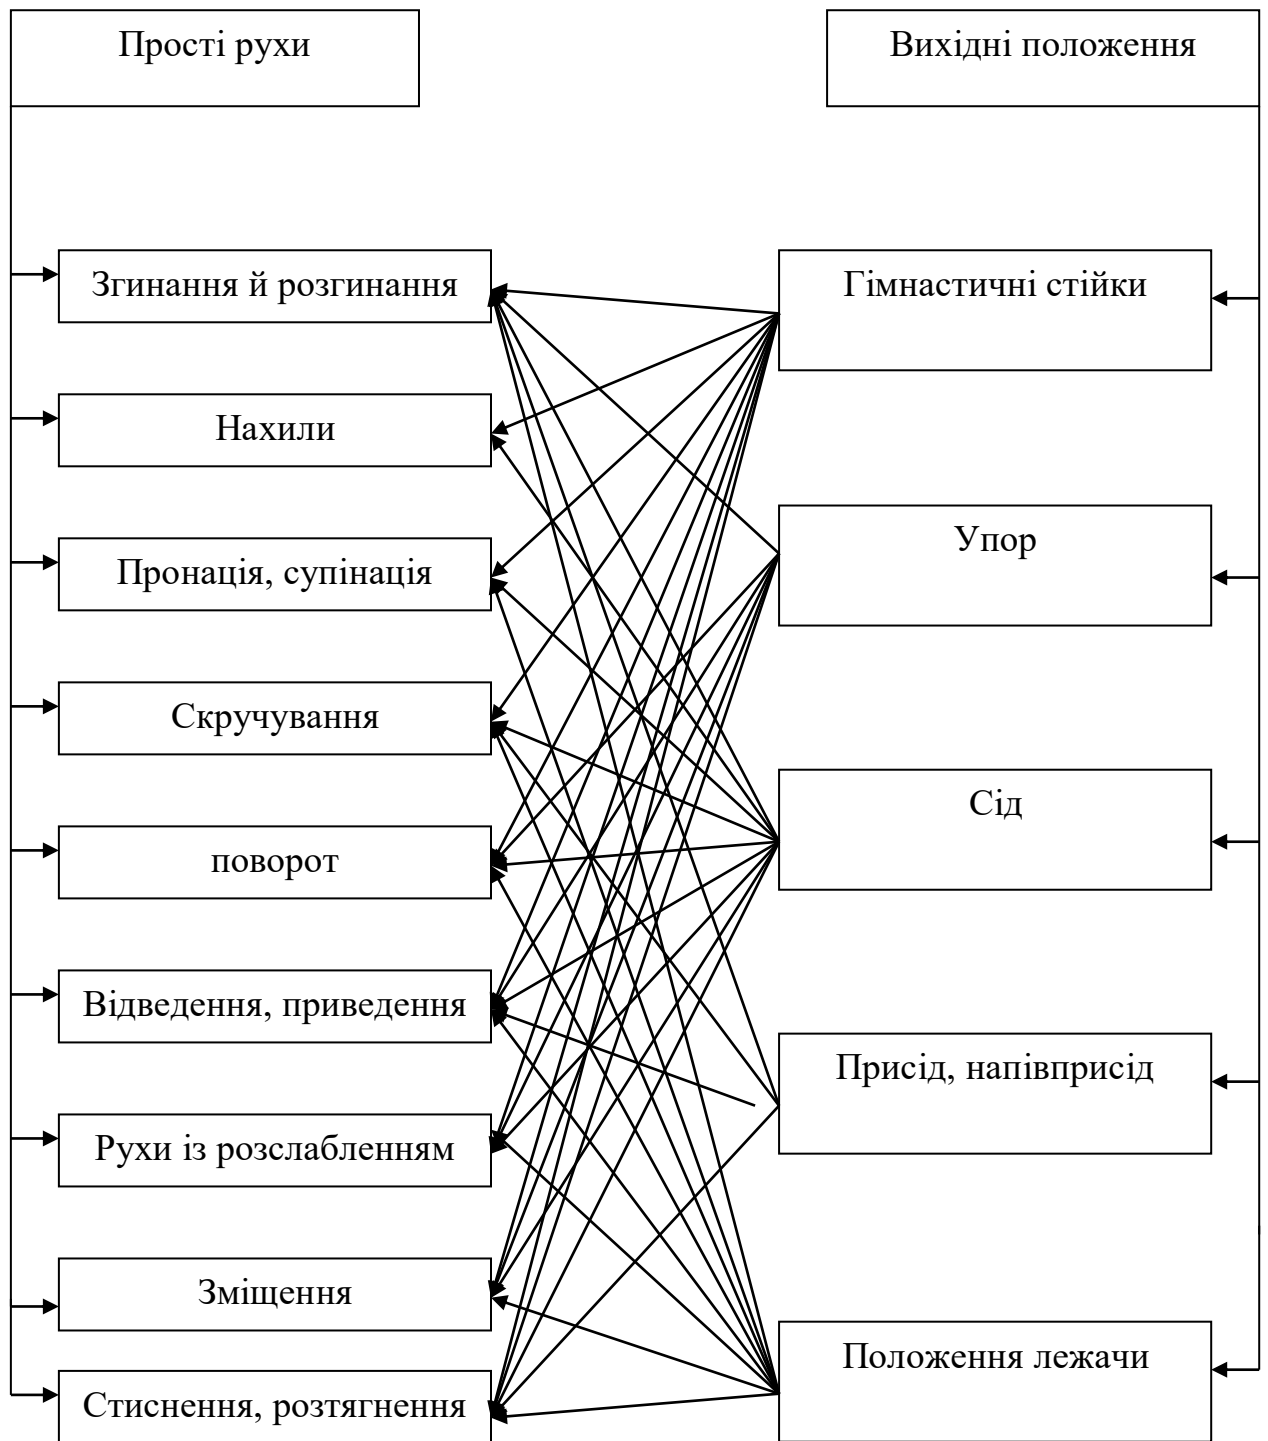 Прості рухи
Вихідні положення
Згинання й розгинання
Гімнастичні стійки
Нахили
Упор
Пронація, супінація
Скручування
Сід
поворот
Відведення, приведення
Присід, напівприсід
Рухи із розслабленням
Зміщення
Положення лежачи
Стиснення, розтягнення